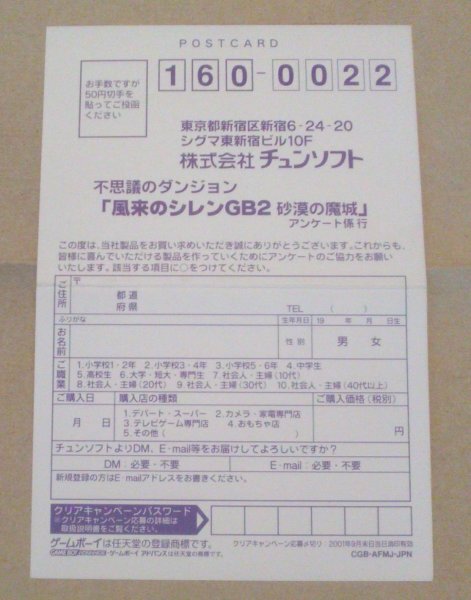 POSTCARD
お手数ですが
50円切手を
貼ってご投函
ください
160-0022
東京都新宿区新宿6-24-20
シグマ東新宿ビル10F
株式会社 チュンソフト
不思議のダンジョン
「風来のシレンGB2 砂漠の魔城」
アンケート係 行
この度は、当社製品をお買い求めいただき誠にありがとうございます。これからも、
皆様に喜んでいただける製品を作っていくためにアンケートのご協力をお願い
いたします。該当する項目に○をつけてください。
ご住所
〒
都道
府県
TEL ( )
ふりがな
お名前
生年月日 19 年 月 日生
性別 男 女
ご職業
1.小学校1・2年 2.小学校3・4年 3.小学校5・6年 4.中学生
5.高校生 6.大学・短大・専門生 7.社会人・主婦(10代)
8.社会人・主婦(20代) 9.社会人・主婦(30代) 10.社会人・主婦(40代以上)
ご購入日 購入店の種類 ご購入価格(税別)
月 日
1.デパート・スーパー 2.カメラ・家電専門店
3.テレビゲーム専門店 4.おもちゃ店
5.その他( )
円
チュンソフトよりDM、E-mail等をお届けしてよろしいですか?
DM:必要・不要 E-mail:必要・不要
新規登録の方はE-mailアドレスをお書きください。
クリアキャンペーンパスワード
※クリアキャンペーン応募の詳細は
取扱説明書をご覧ください。
ゲームボーイは任天堂の登録商標です。
クリアキャンペーン応募〆切り:2001年9月末日当日消印有効
GAME BOY ADVANCE・ゲームボーイ アドバンスは任天堂の商標です。
CGB-AFMJ-JPN